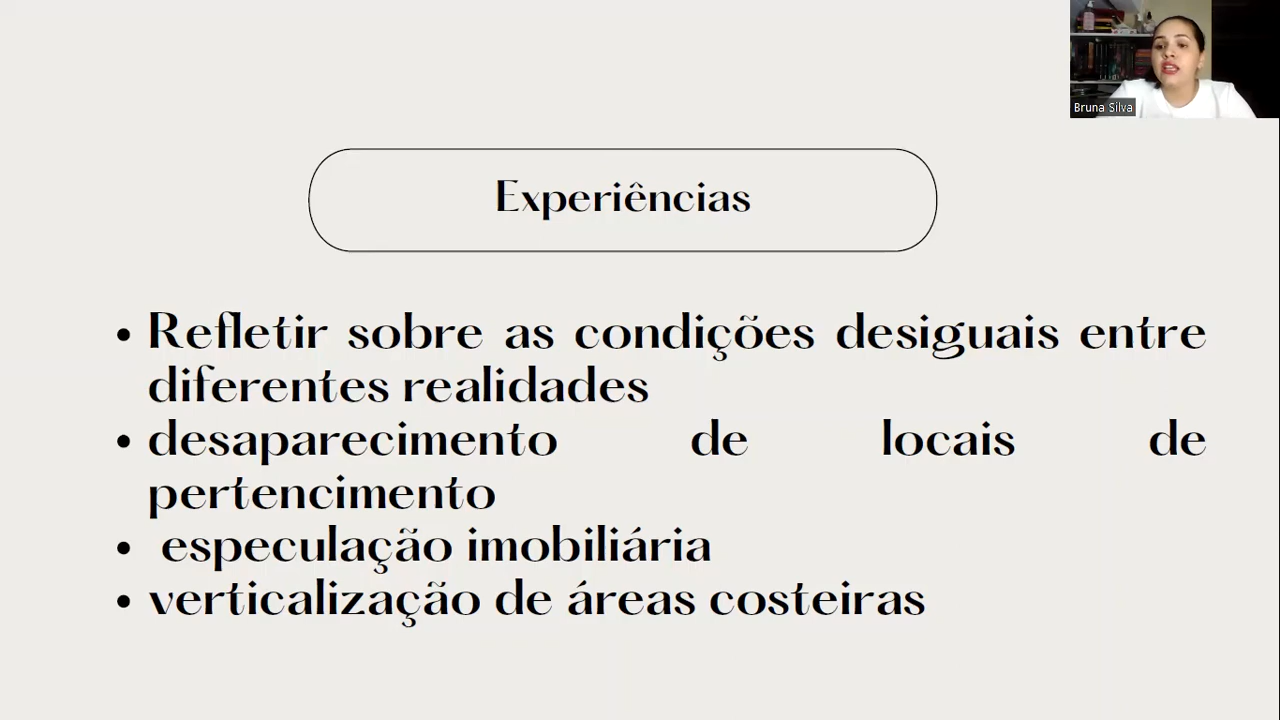 Bruna Silva
Experiências
• Refletir sobre as condições desiguais entre
diferentes realidades
• desaparecimento de locais de
pertencimento
• especulação imobiliária
• verticalização de áreas costeiras